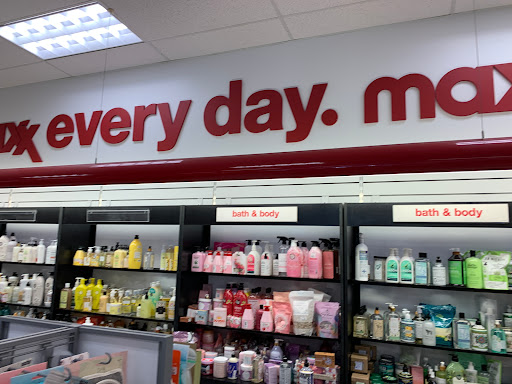 xx every day. max
bath & body
bath & body